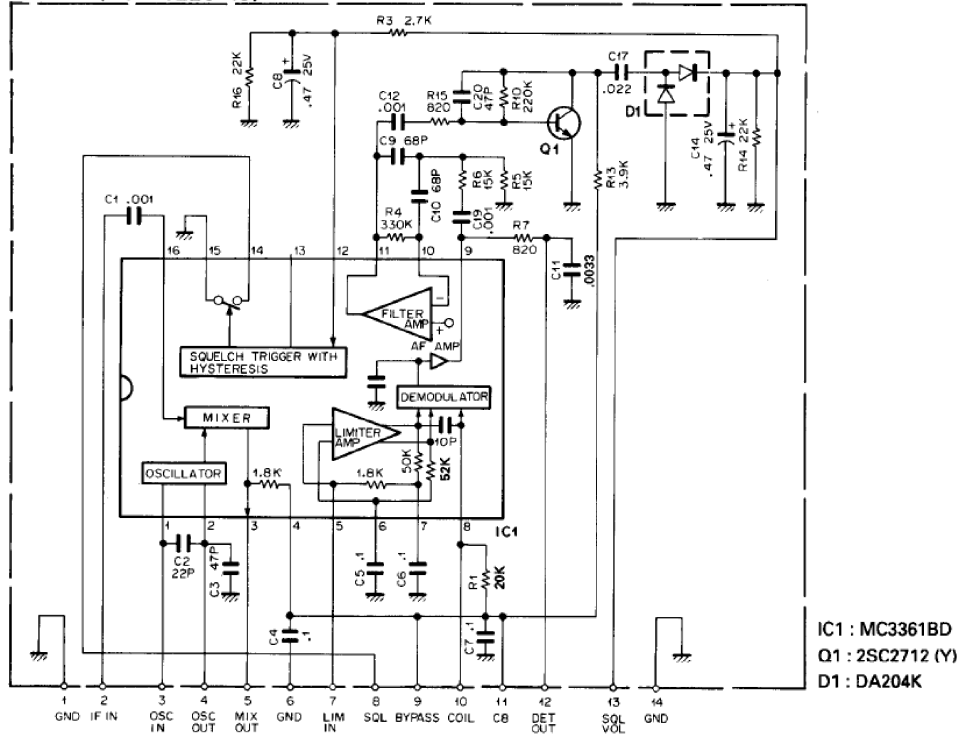 R3 2.7K
R16 22K
C8 .47 25V
C12 .001
R15 820
C20 47P
R10 220K
C17 .022
D1
Q1
C9 68P
C10 68P
R6 15K
R5 15K
C14 .47 25V
R14 22K
R13 3.9K
C1 .001
R4 330K
C19 .001
R7 820
C11 .0033
16 15 14 13 12 11 10 9
FILTER AMP
−
+
AF AMP
SQUELCH TRIGGER WITH
HYSTERESIS
DEMODULATOR
MIXER
LIMITER AMP
10P
OSCILLATOR
1.8K
1.8K
50K
52K
1 2 3 4 5 6 7 8
IC1
C2 22P
C3 47P
C5 .1
C6 .1
R1 20K
C4 .1
C7 .1
IC1 : MC3361BD
Q1 : 2SC2712 (Y)
D1 : DA204K
1 2 3 4 5 6 7 8 9 10 11 12 13 14
GND IF IN OSC IN OSC OUT MIX OUT GND LIM IN SQL BYPASS COIL C8 DET OUT SQL VOL GND